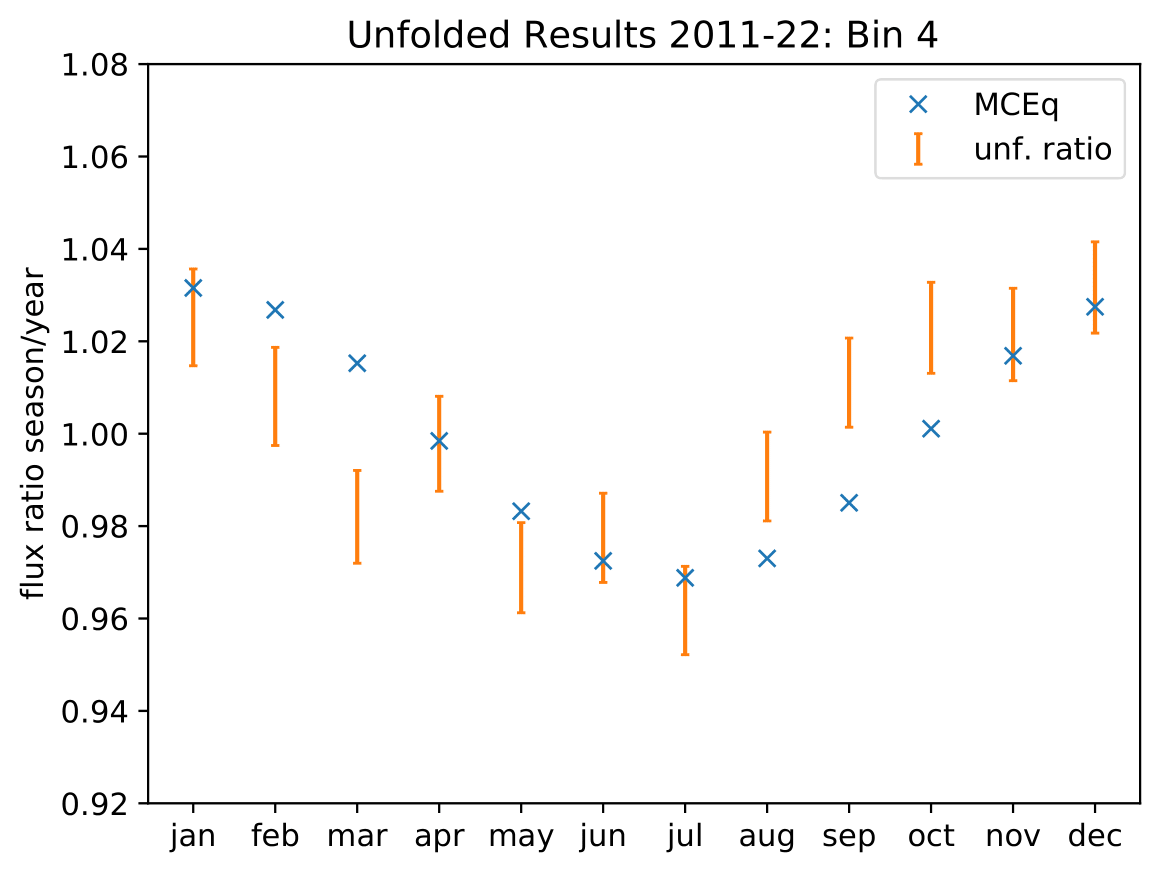 Unfolded Results 2011-22: Bin 4
MCEq
unf. ratio
flux ratio season/year
1.08
1.06
1.04
1.02
1.00
0.98
0.96
0.94
0.92
jan feb mar apr may jun jul aug sep oct nov dec